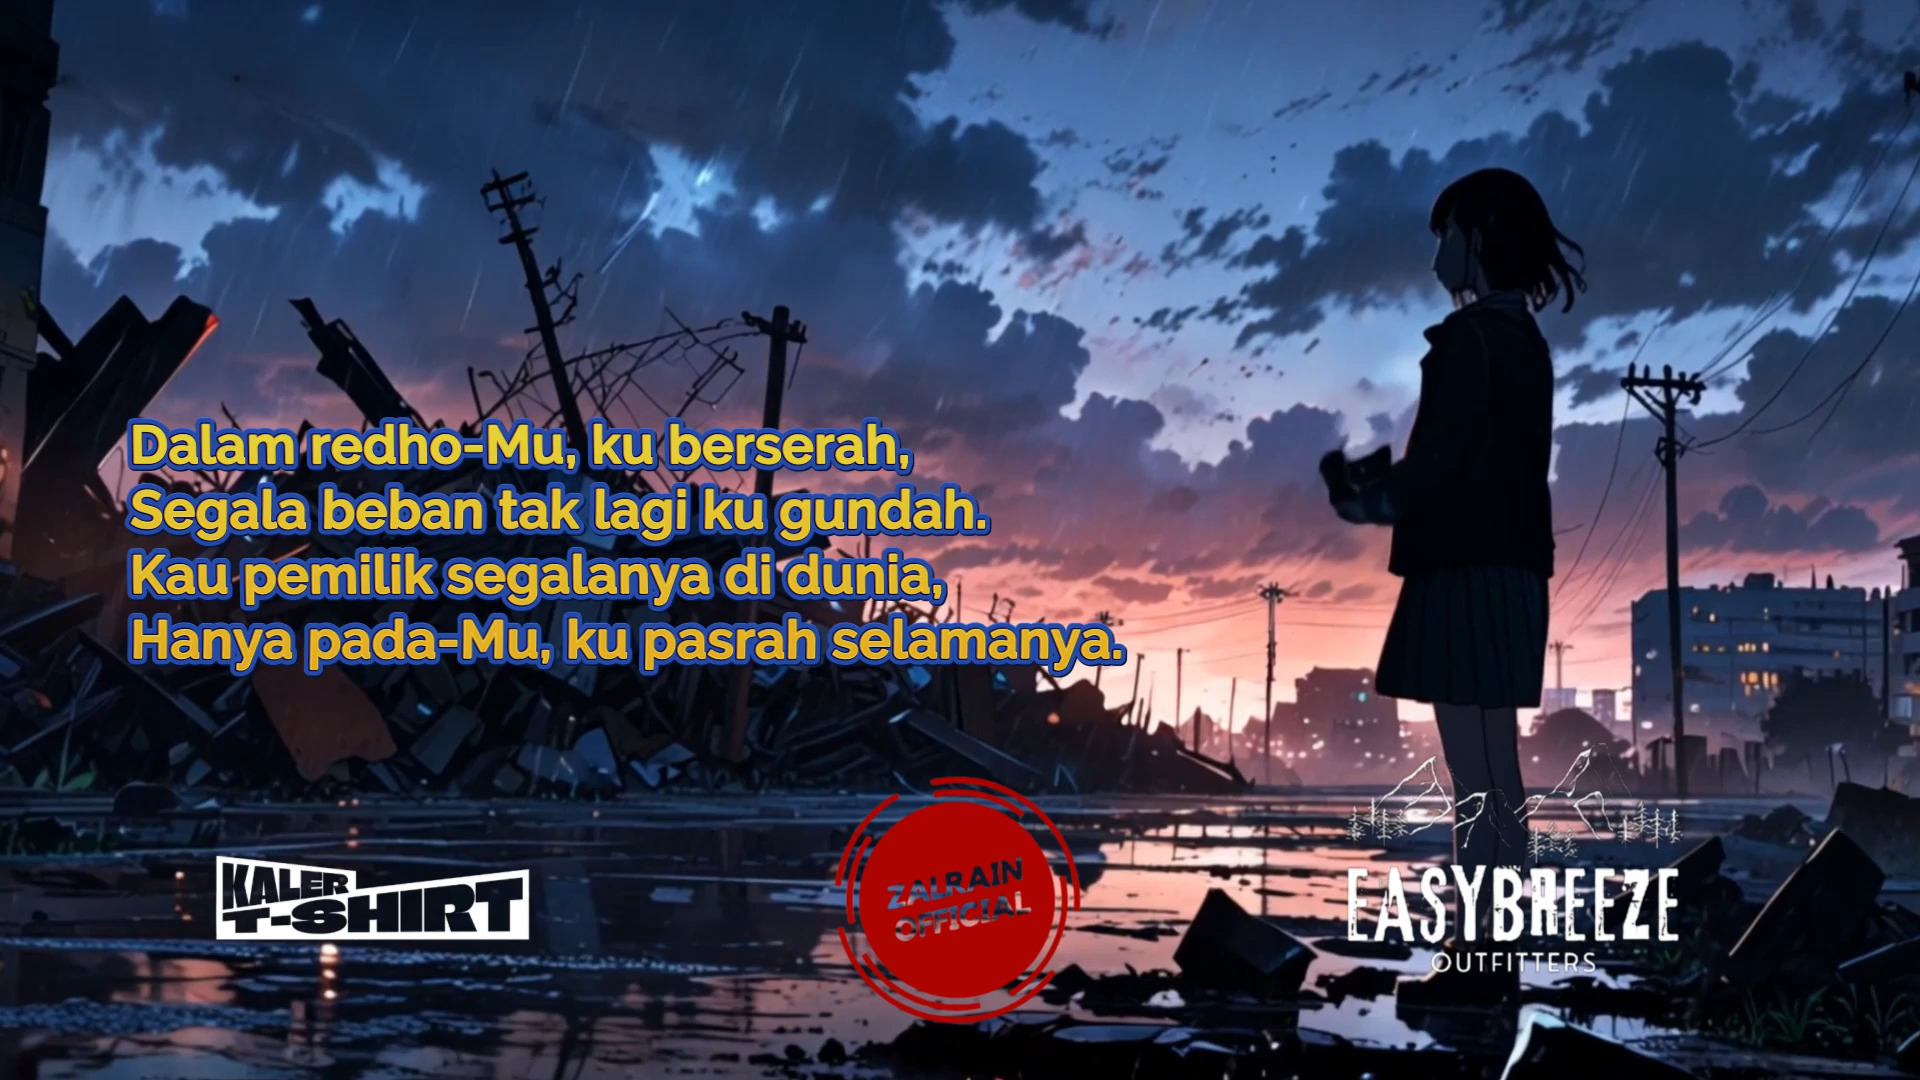 Dalam redho-Mu, ku berserah,
Segala beban tak lagi ku gundah.
Kau pemilik segalanya di dunia,
Hanya pada-Mu, ku pasrah selamanya.
KALER
T-SHIRT
ZALRAIN
OFFICIAL
EASYBREEZE
OUTFITTERS